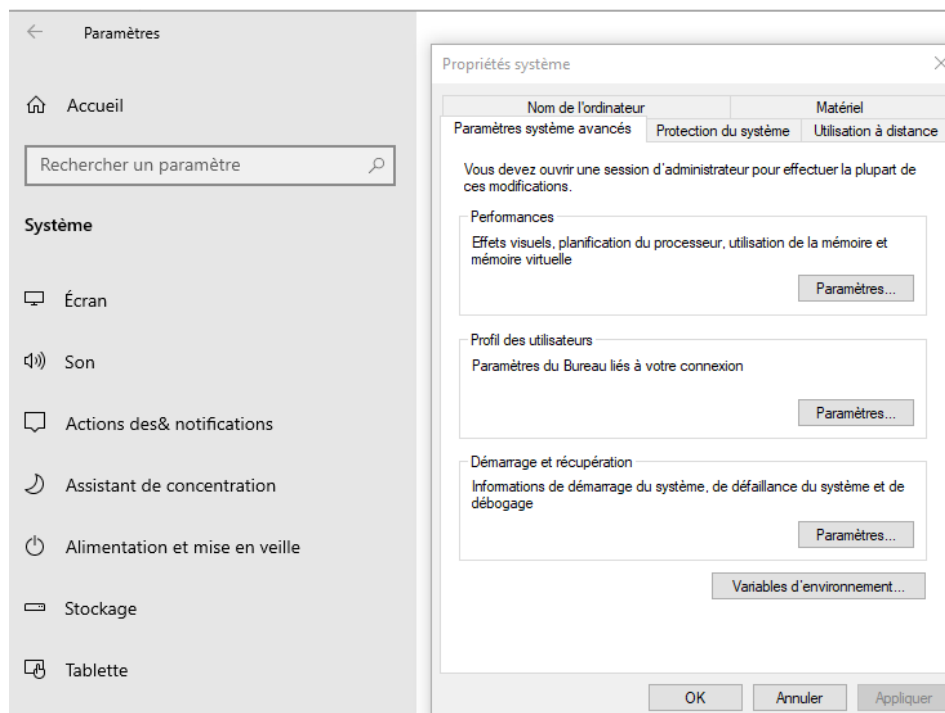 Paramètres
Accueil
Rechercher un paramètre
Système
Écran
Son
Actions des& notifications
Assistant de concentration
Alimentation et mise en veille
Stockage
Tablette
Propriétés système
Nom de l'ordinateur
Matériel
Paramètres système avancés
Protection du système
Utilisation à distance
Vous devez ouvrir une session d'administrateur pour effectuer la plupart de
ces modifications.
Performances
Effets visuels, planification du processeur, utilisation de la mémoire et
mémoire virtuelle
Paramètres...
Profil des utilisateurs
Paramètres du Bureau liés à votre connexion
Paramètres...
Démarrage et récupération
Informations de démarrage du système, de défaillance du système et de
débogage
Paramètres...
Variables d'environnement...
OK
Annuler
Appliquer